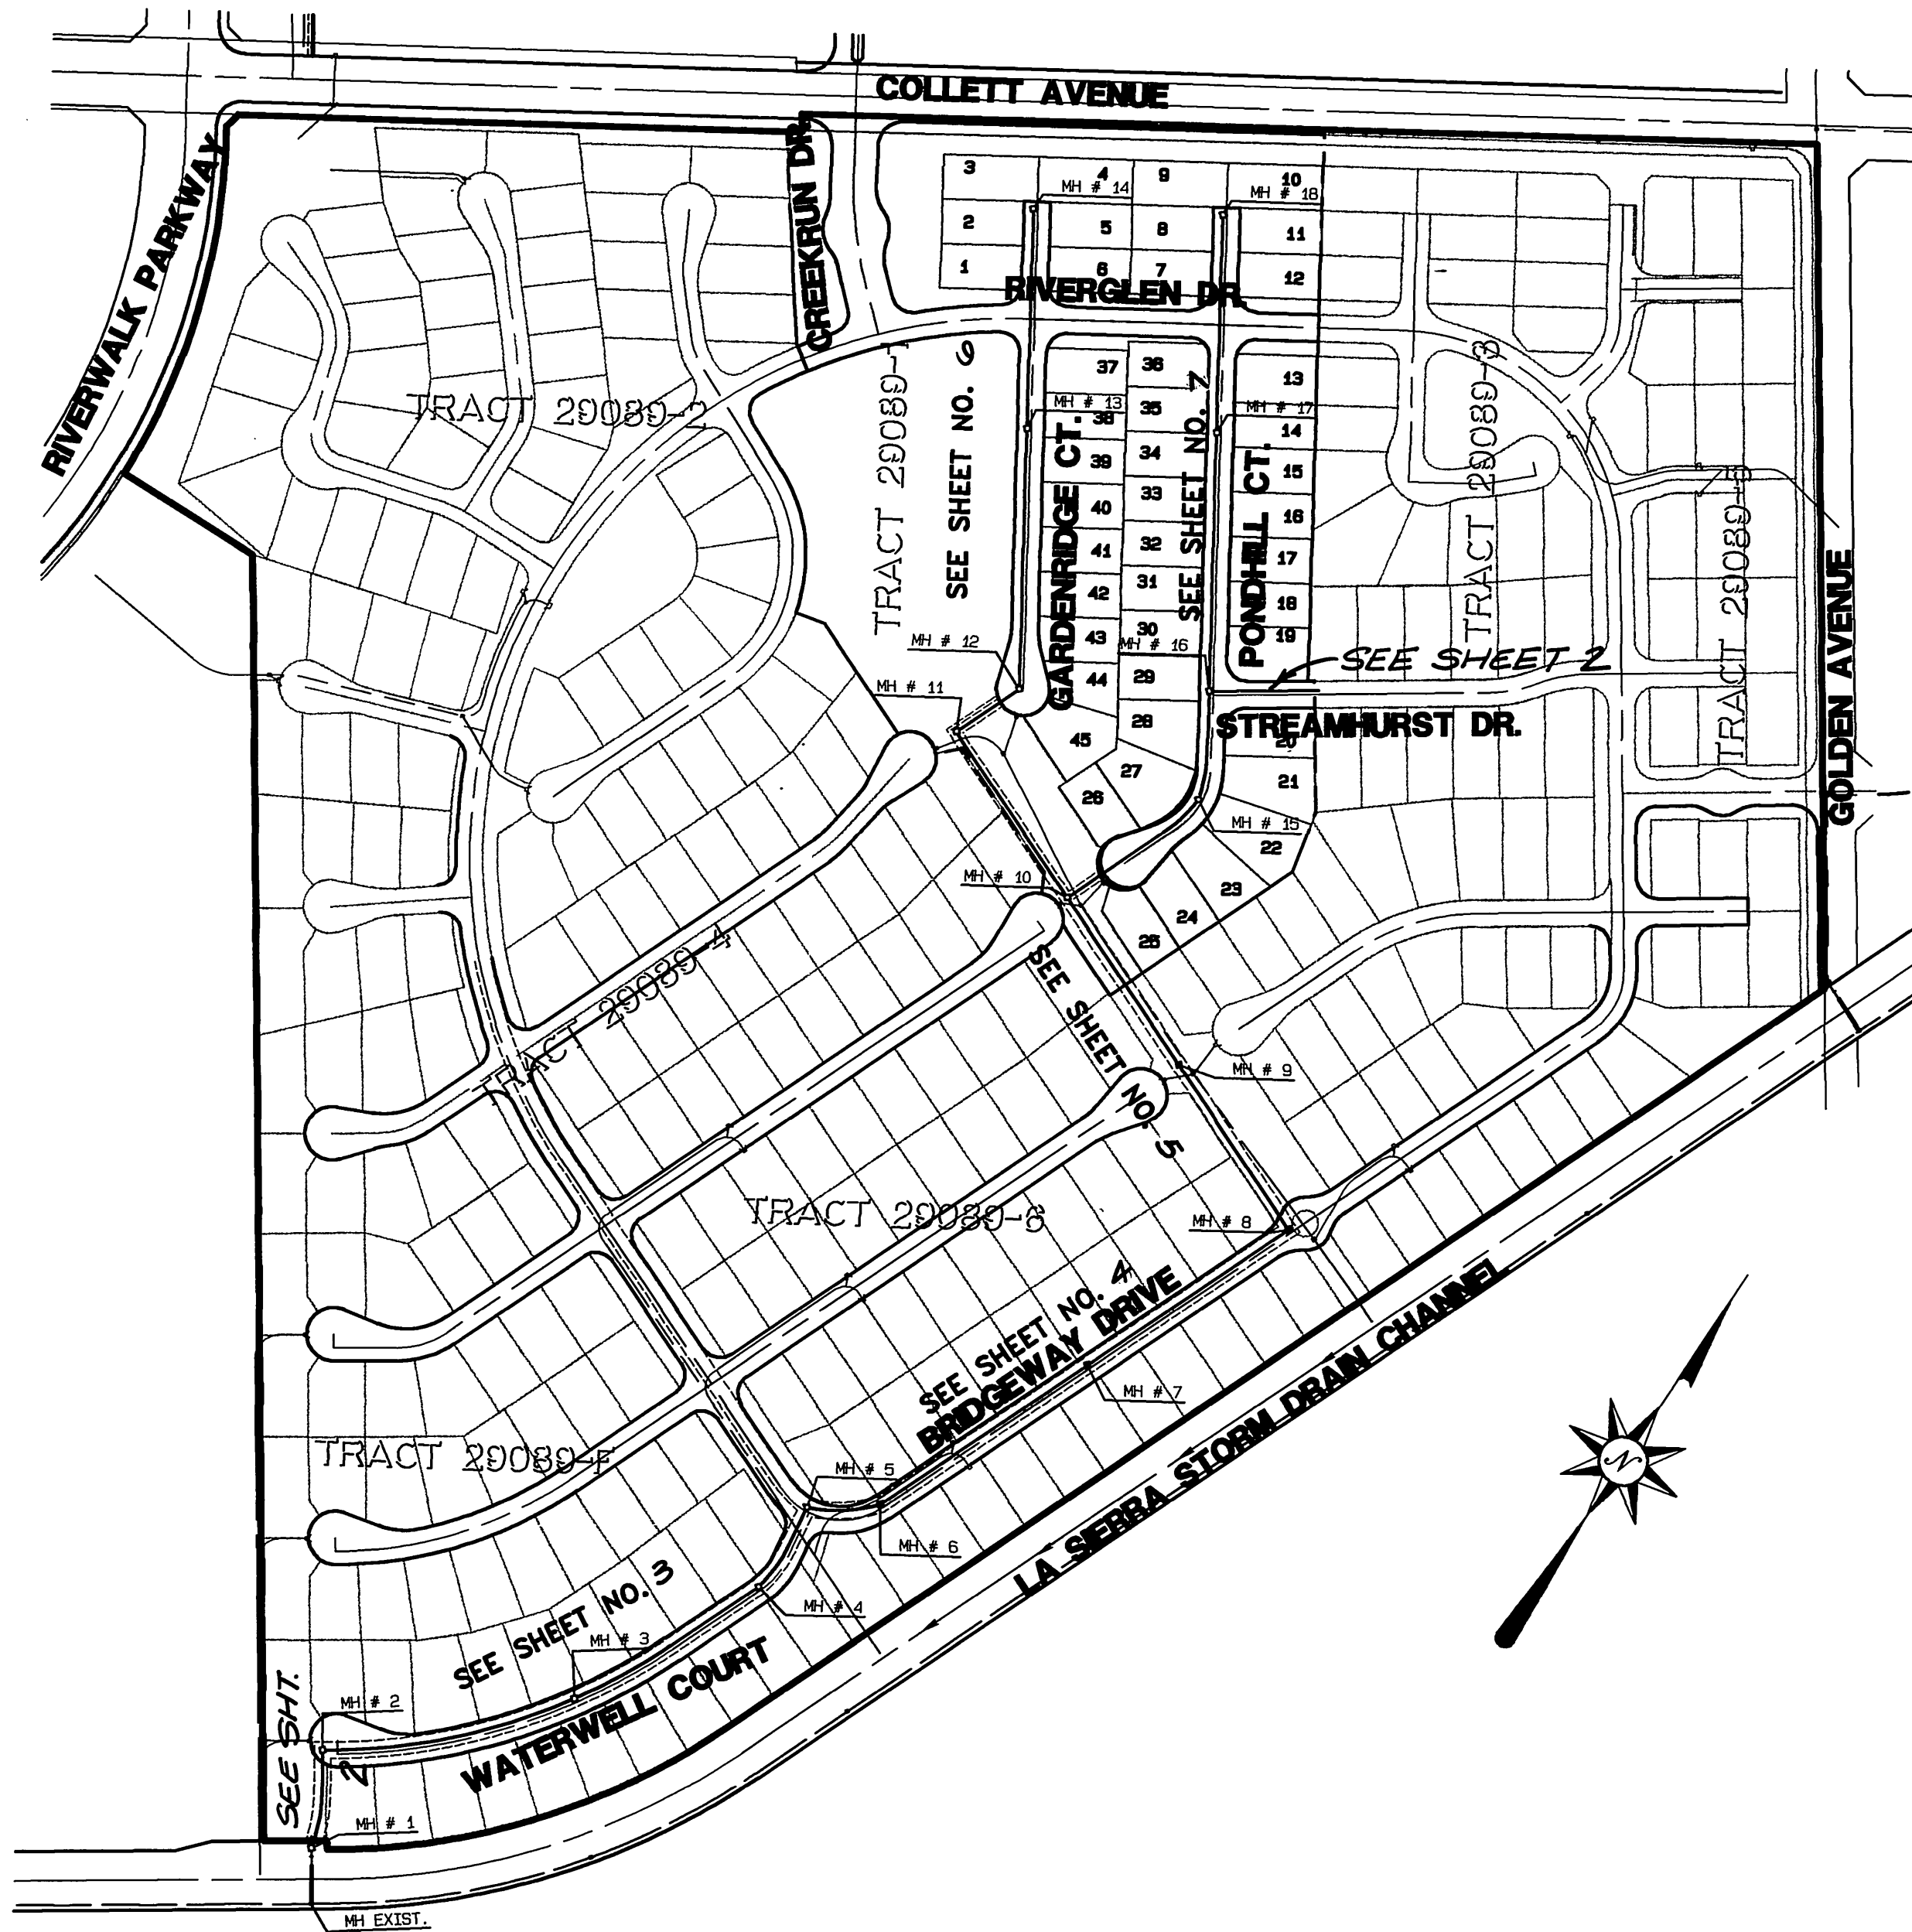 COLLETT AVENUE
RIVERWALK PARKWAY
CREEKRUN DR.
3
4
9
10
MH # 14
MH # 18
2
5
8
11
1
6
7
12
RIVERGLEN DR.
TRACT 29089-2
TRACT 29089-1
SEE SHEET NO. 6
37
36
13
MH # 13
38
35
MH # 17
14
39
34
15
40
33
16
41
32
17
42
31
18
43
30
19
44
29
28
GARDENRIDGE CT.
SEE SHEET NO. 7
PONDHILL CT.
TRACT 29089-3
GOLDEN AVENUE
MH # 12
MH # 16
SEE SHEET 2
MH # 11
STREAMHURST DR.
45
20
27
21
26
MH # 15
22
MH # 10
23
24
25
TRACT 29089-4
SEE SHEET NO. 5
MH # 9
TRACT 29089-6
MH # 8
SEE SHEET NO. 4
BRIDGEWAY DRIVE
MH # 7
LA SIERRA STORM DRAIN CHANNEL
N
MH # 5
MH # 6
MH # 4
SEE SHEET NO. 3
MH # 3
WATERWELL COURT
MH # 2
SEE SHT.
2
MH # 1
MH EXIST.